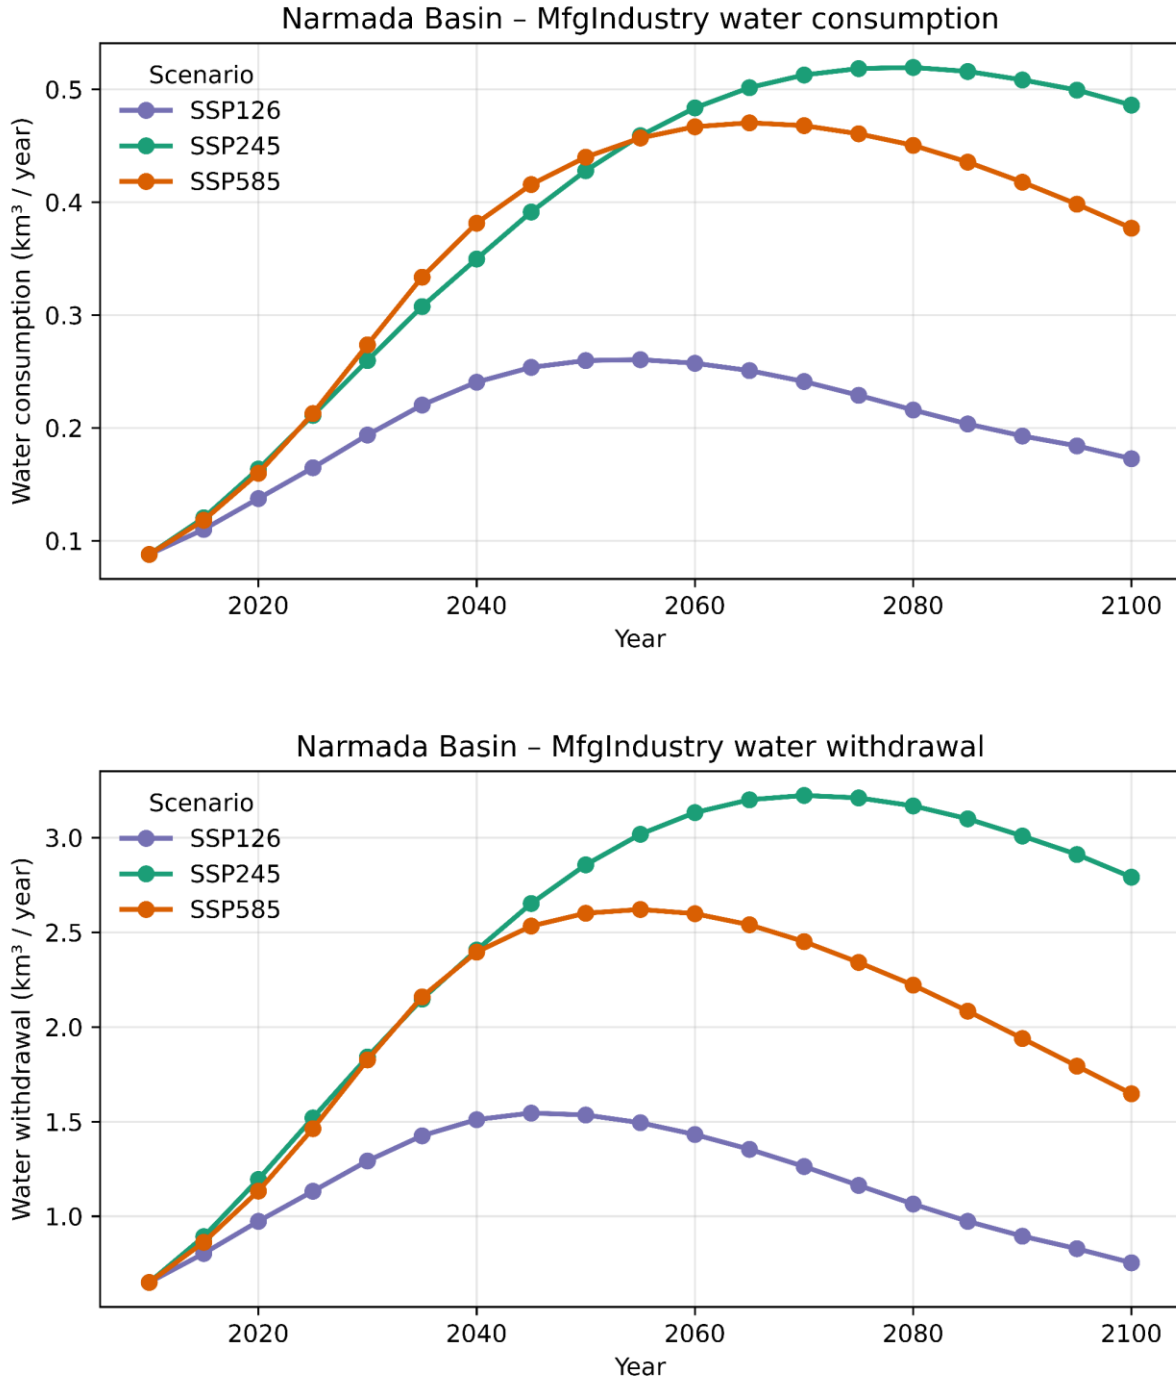 Narmada Basin – MfgIndustry water consumption
Scenario
SSP126
SSP245
SSP585
Water consumption (km³ / year)
0.5
0.4
0.3
0.2
0.1
2020 2040 2060 2080 2100
Year
Narmada Basin – MfgIndustry water withdrawal
Scenario
SSP126
SSP245
SSP585
Water withdrawal (km³ / year)
3.0
2.5
2.0
1.5
1.0
2020 2040 2060 2080 2100
Year